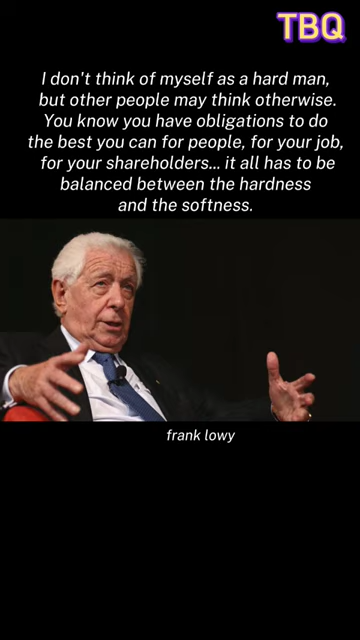 TBQ
I don't think of myself as a hard man,
but other people may think otherwise.
You know you have obligations to do
the best you can for people, for your job,
for your shareholders... it all has to be
balanced between the hardness
and the softness.
frank lowy